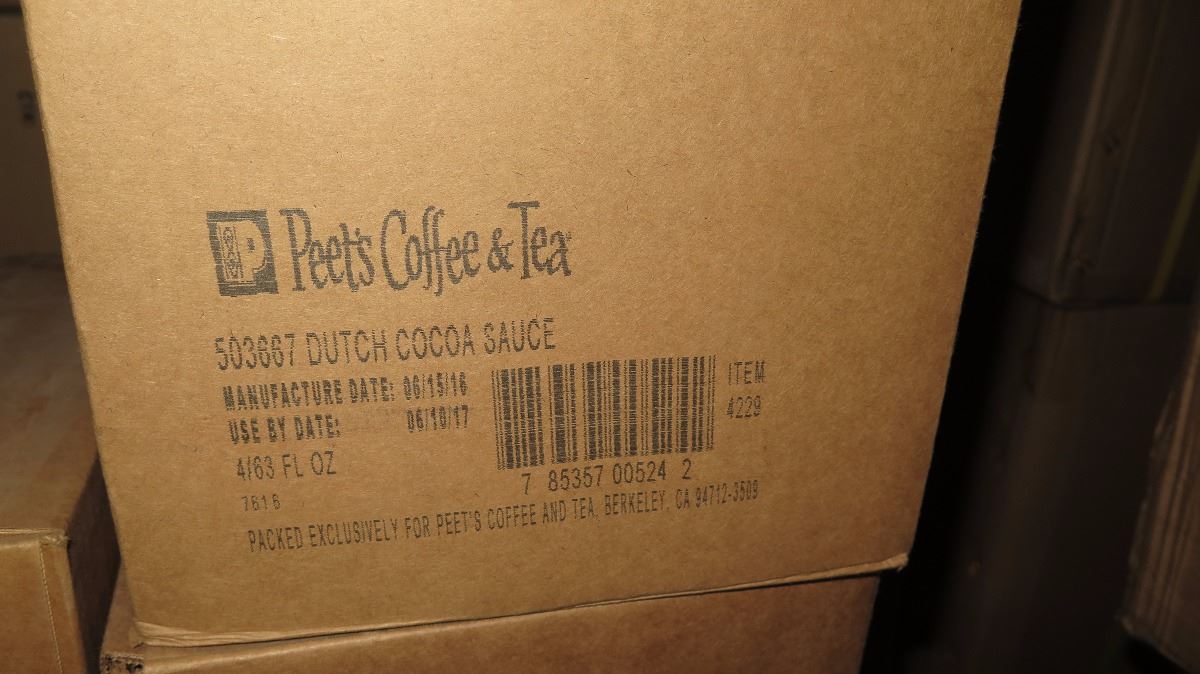 Peet's Coffee & Tea
503667 DUTCH COCOA SAUCE
MANUFACTURE DATE: 06/15/16
USE BY DATE: 06/10/17
4/63 FL OZ
7616
ITEM
4229
7 85357 00524 2
PACKED EXCLUSIVELY FOR PEET'S COFFEE AND TEA, BERKELEY, CA 94712-3509